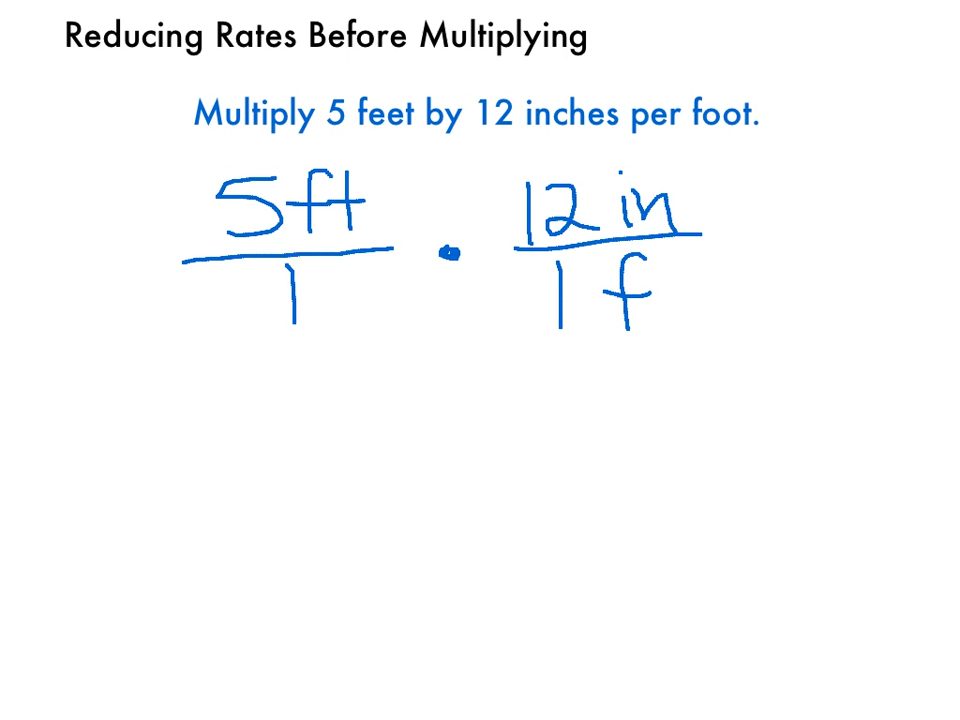 Reducing Rates Before Multiplying
Multiply 5 feet by 12 inches per foot.
5ft · 12 in
1 1 f